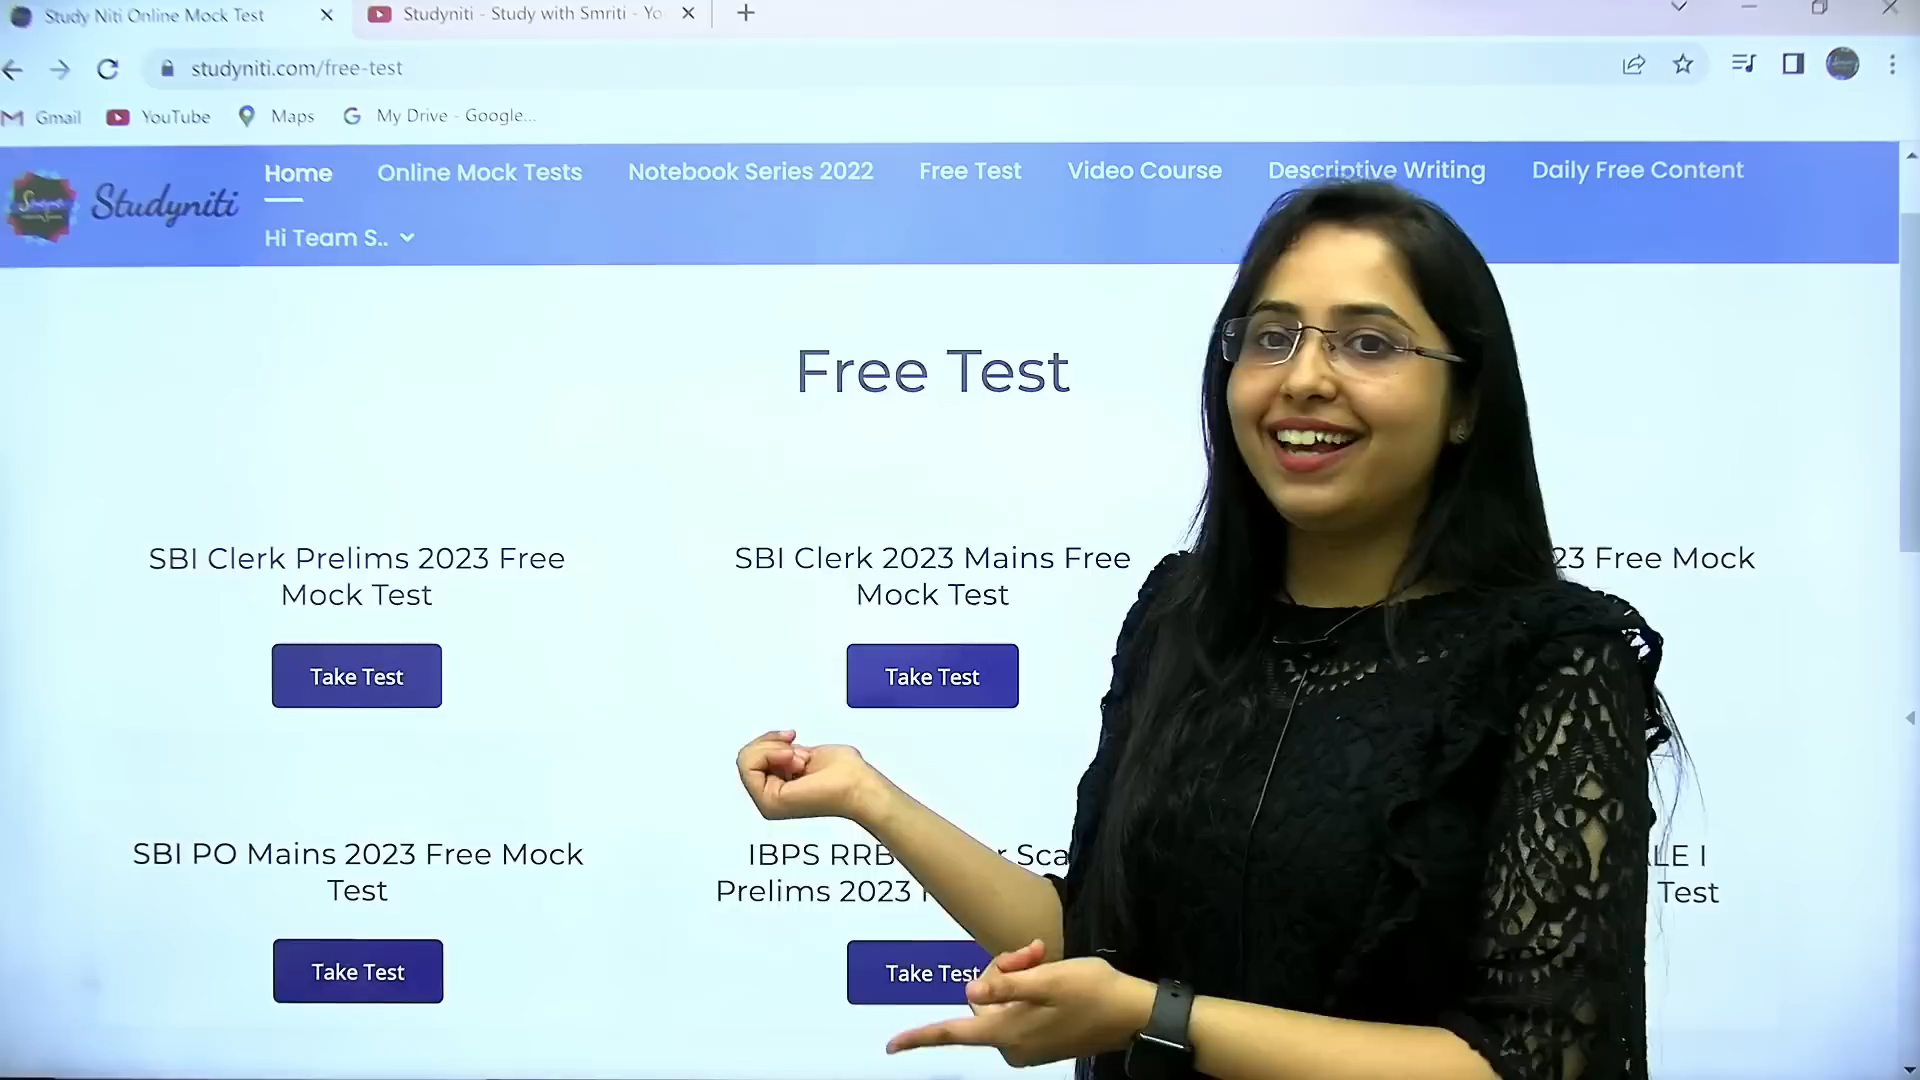 Study Niti Online Mock Test
Studyniti - Study with Smriti - Yo
studyniti.com/free-test
Gmail
YouTube
Maps
My Drive - Google...
Studyniti
Home
Online Mock Tests
Notebook Series 2022
Free Test
Video Course
Descriptive Writing
Daily Free Content
Hi Team S..
Free Test
SBI Clerk Prelims 2023 Free
Mock Test
Take Test
SBI Clerk 2023 Mains Free
Mock Test
Take Test
23 Free Mock
SBI PO Mains 2023 Free Mock
Test
Take Test
IBPS RRB
Prelims 2023
Take Test
LE I
Test